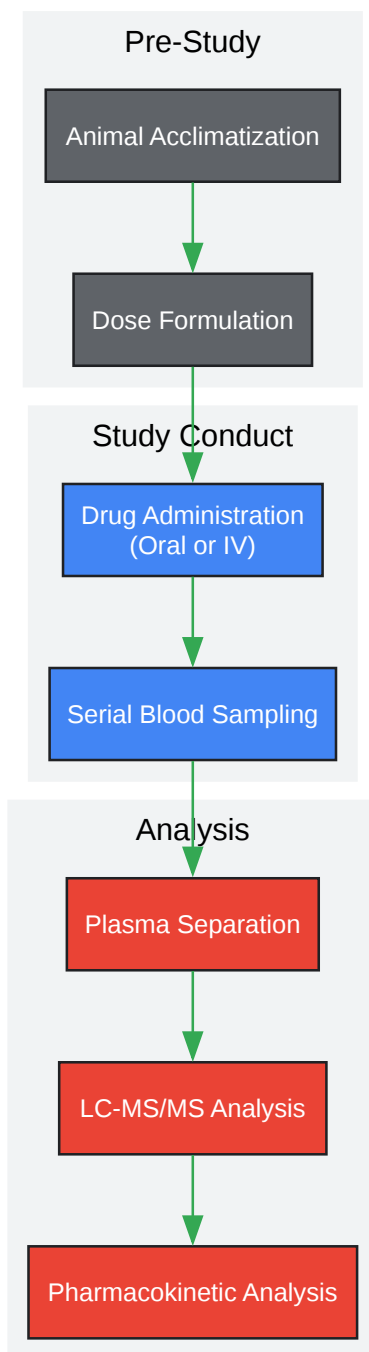 Pre-Study
Animal Acclimatization
Dose Formulation
Study Conduct
Drug Administration
(Oral or IV)
Serial Blood Sampling
Analysis
Plasma Separation
LC-MS/MS Analysis
Pharmacokinetic Analysis